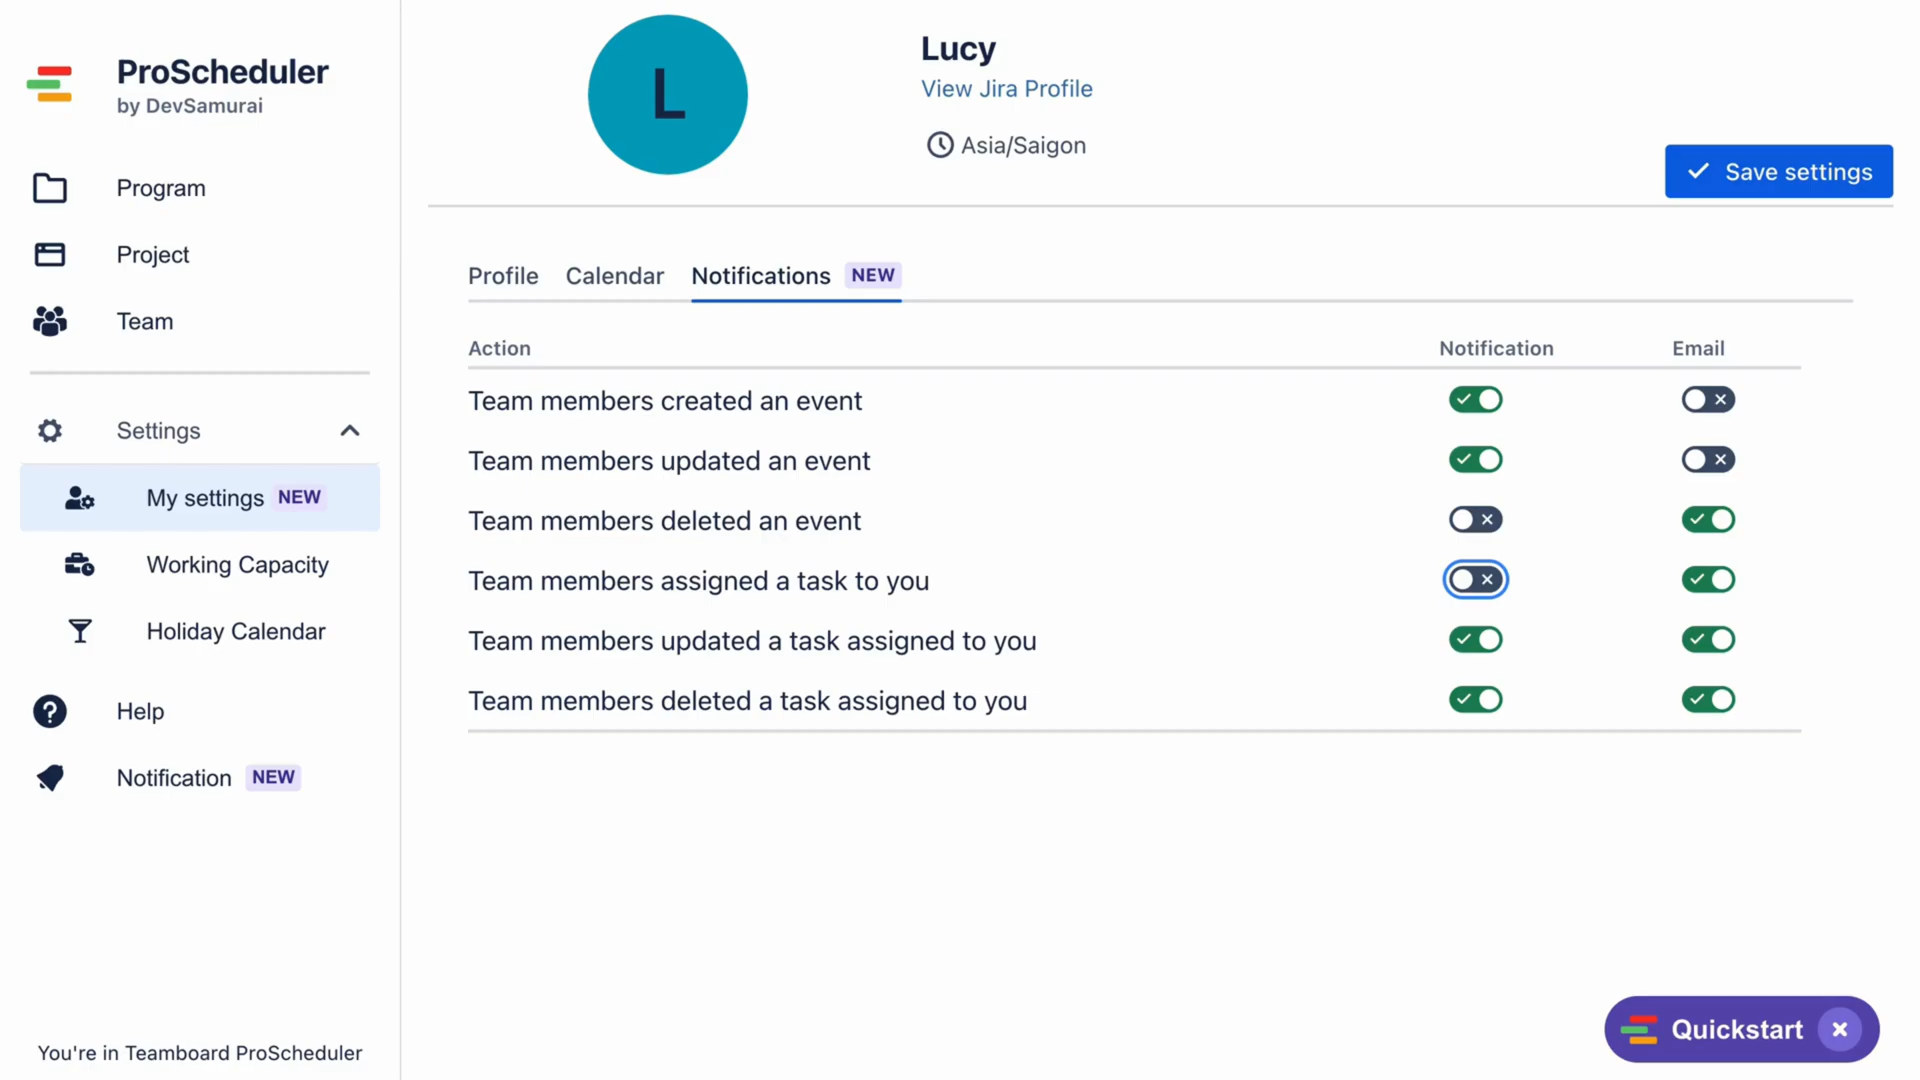 ProScheduler
by DevSamurai
Program
Project
Team
Settings
My settings NEW
Working Capacity
Holiday Calendar
Help
Notification NEW
You're in Teamboard ProScheduler
L
Lucy
View Jira Profile
Asia/Saigon
Save settings
Profile Calendar Notifications NEW
Action Notification Email
Team members created an event
Team members updated an event
Team members deleted an event
Team members assigned a task to you
Team members updated a task assigned to you
Team members deleted a task assigned to you
Quickstart